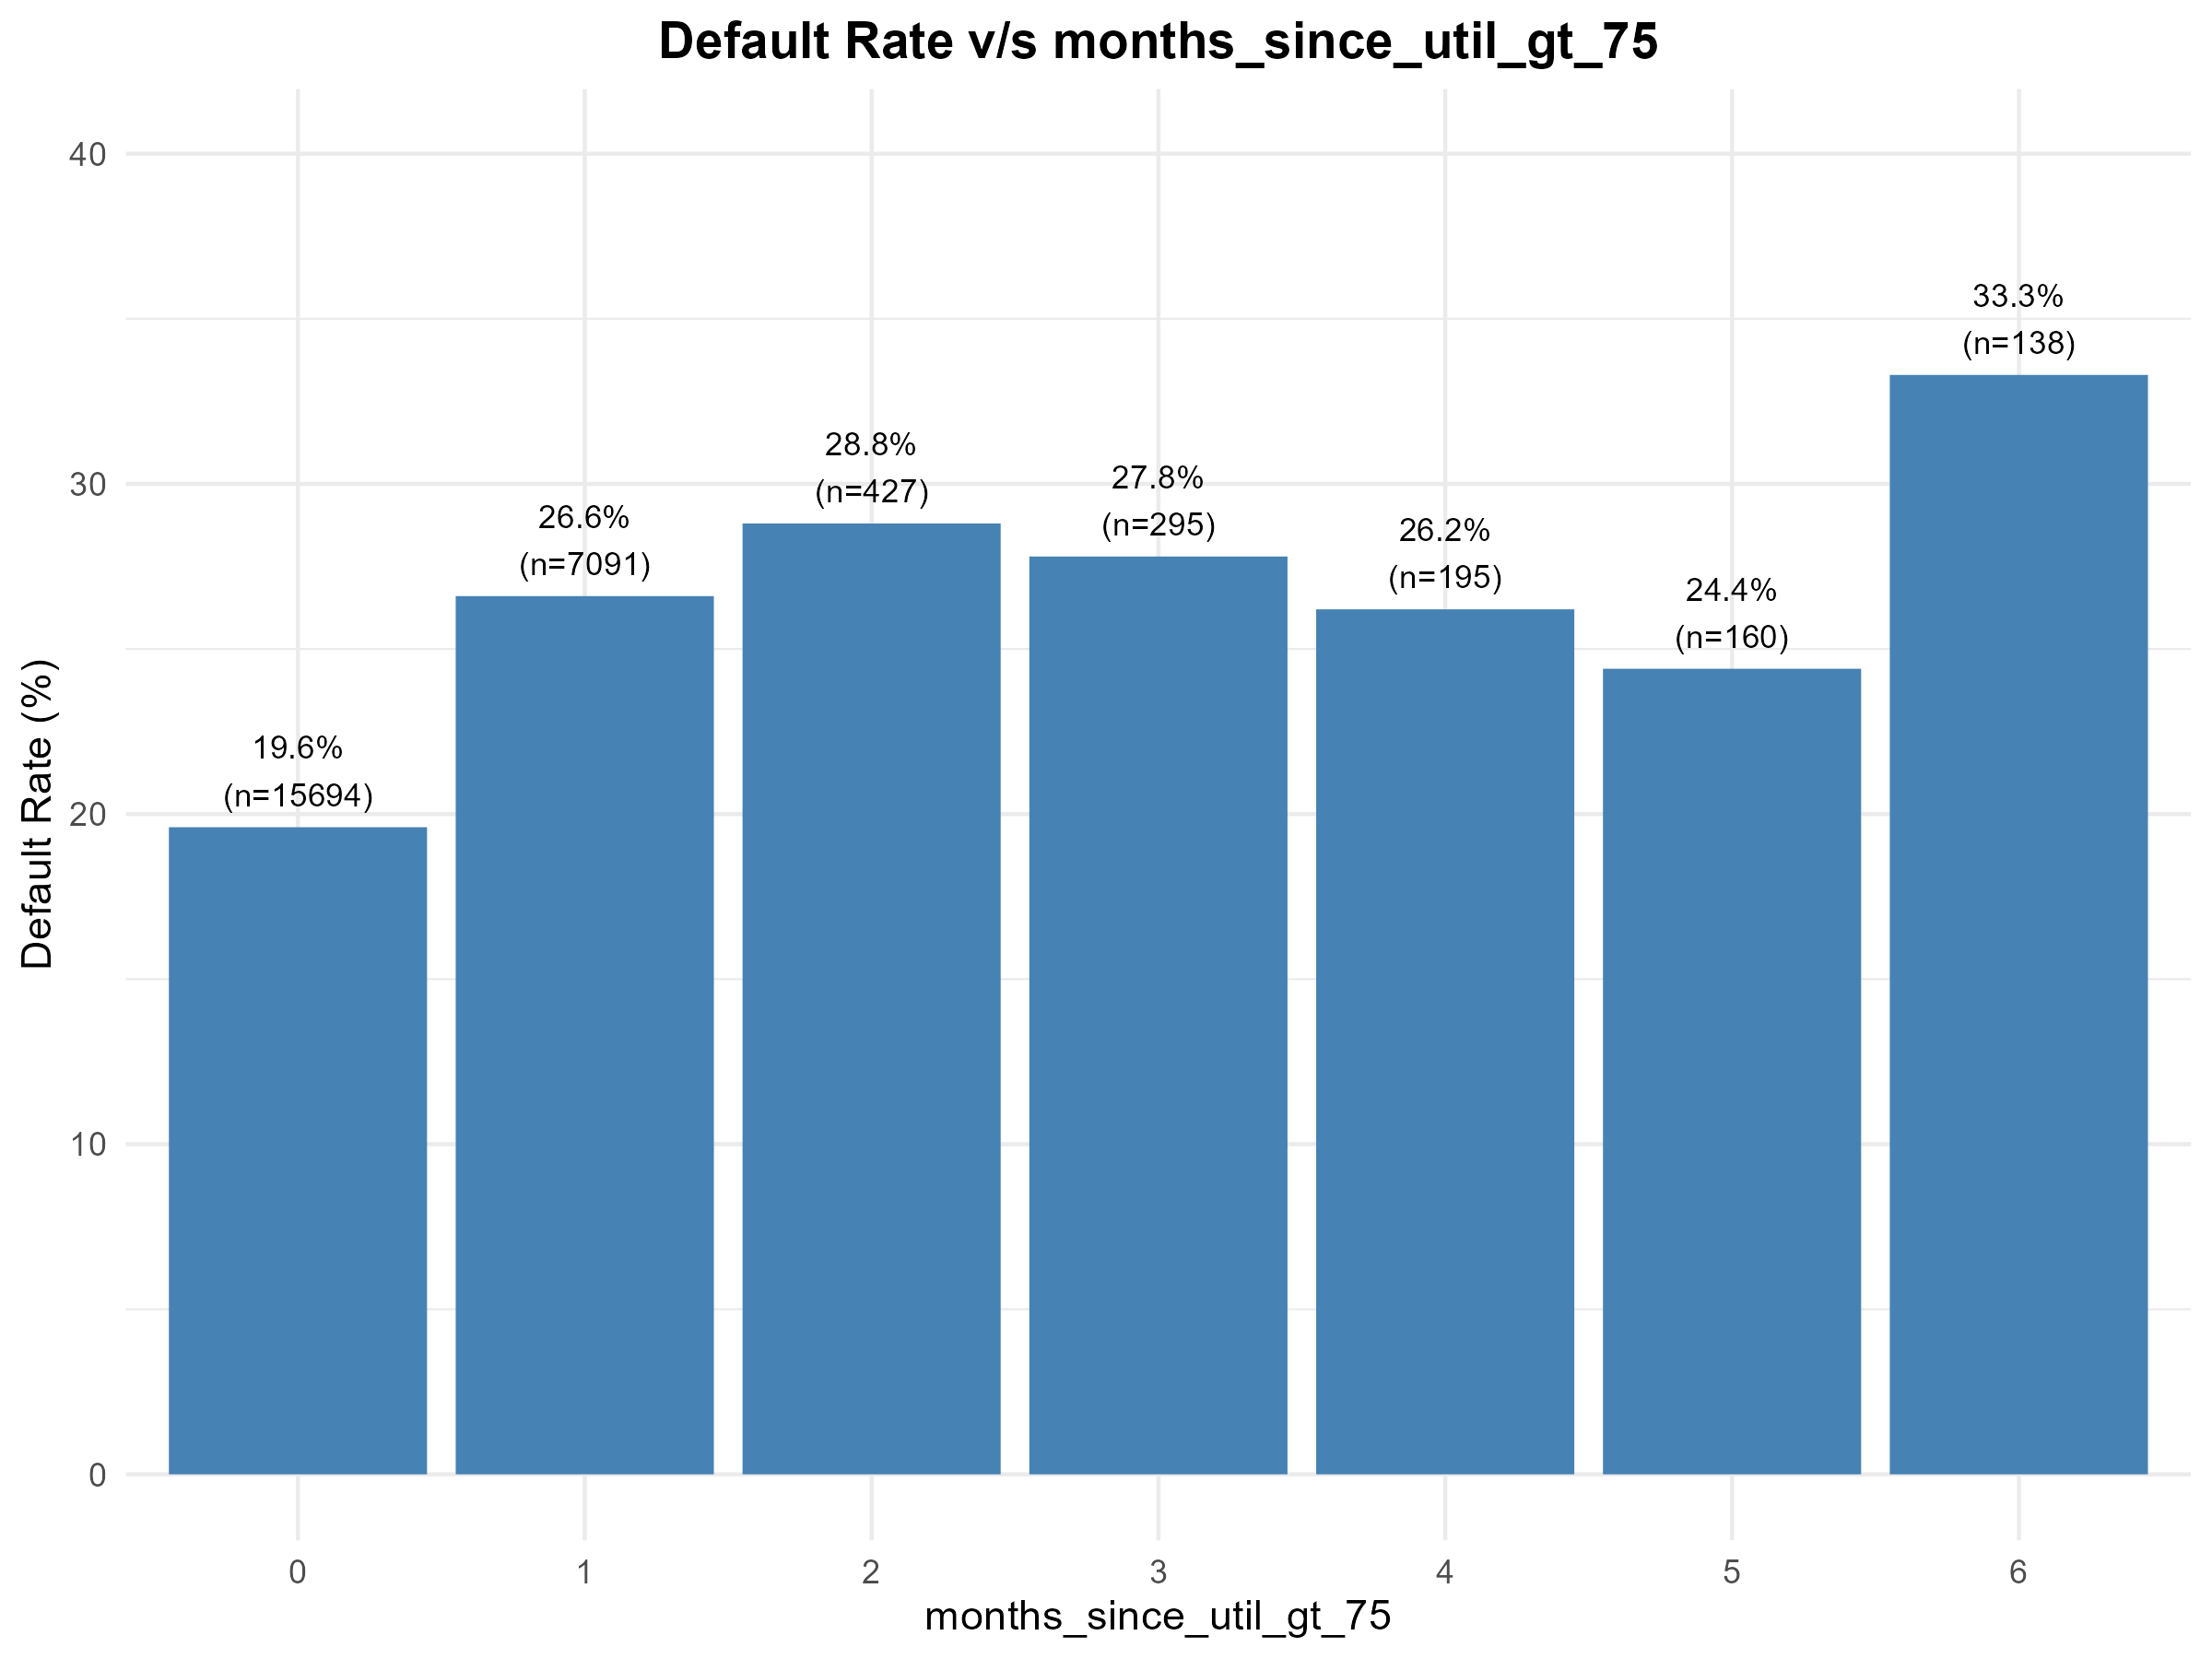 Default Rate v/s months_since_util_gt_75
Default Rate (%)
40
30
20
10
0
19.6%
(n=15694)
26.6%
(n=7091)
28.8%
(n=427)
27.8%
(n=295)
26.2%
(n=195)
24.4%
(n=160)
33.3%
(n=138)
0 1 2 3 4 5 6
months_since_util_gt_75